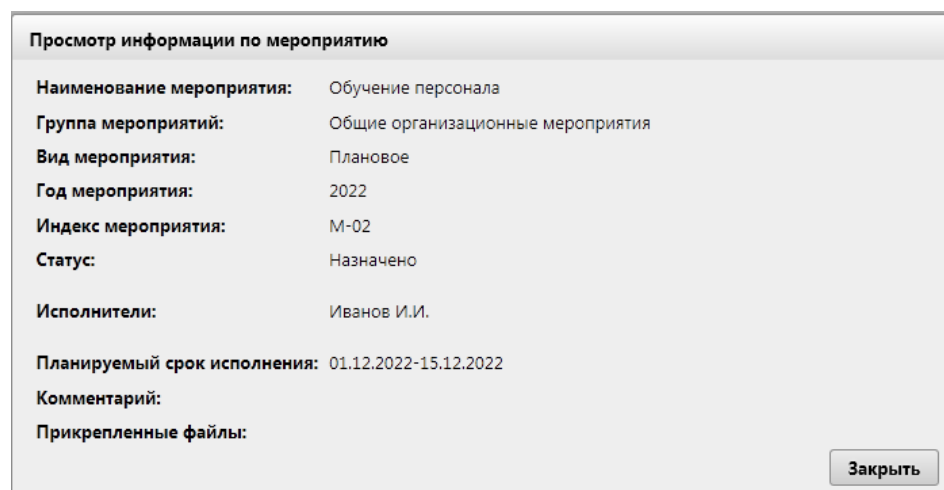 Просмотр информации по мероприятию
Наименование мероприятия: Обучение персонала
Группа мероприятий: Общие организационные мероприятия
Вид мероприятия: Плановое
Год мероприятия: 2022
Индекс мероприятия: М-02
Статус: Назначено
Исполнители: Иванов И.И.
Планируемый срок исполнения: 01.12.2022-15.12.2022
Комментарий:
Прикрепленные файлы:
Закрыть